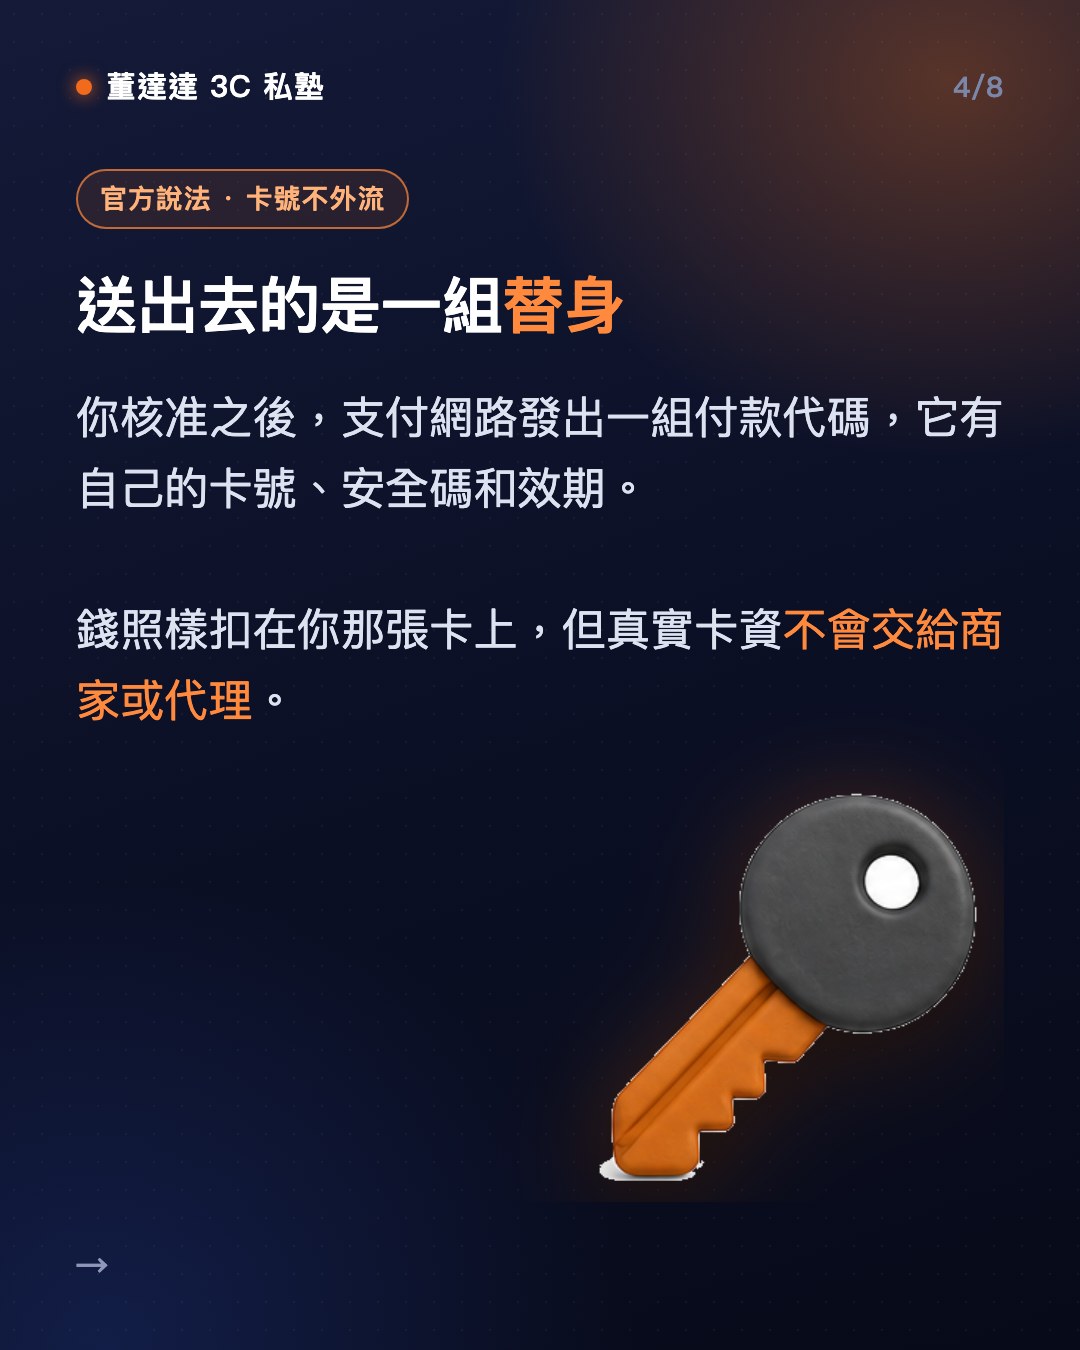 董達達 3C 私塾
4/8
官方說法 · 卡號不外流
送出去的是一組替身
你核准之後，支付網路發出一組付款代碼，它有
自己的卡號、安全碼和效期。
錢照樣扣在你那張卡上，但真實卡資不會交給商
家或代理。
→